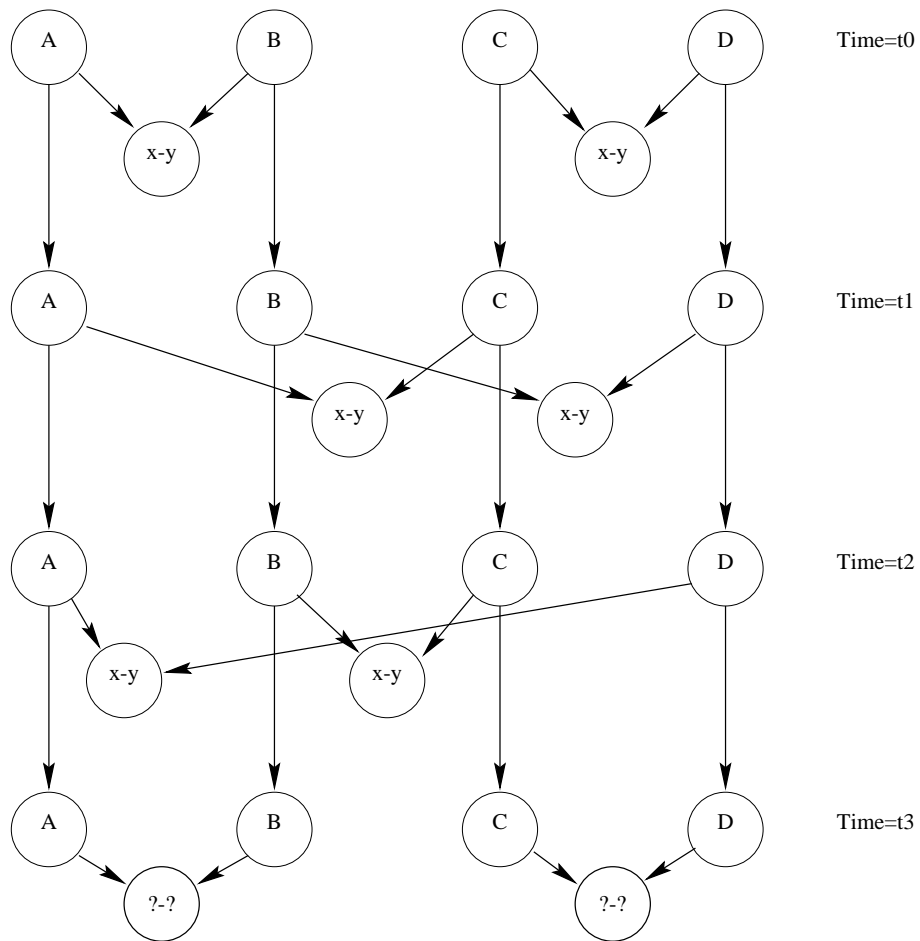 A B C D Time=t0
x-y x-y
A B C D Time=t1
x-y x-y
A B C D Time=t2
x-y x-y
A B C D Time=t3
?-? ?-?